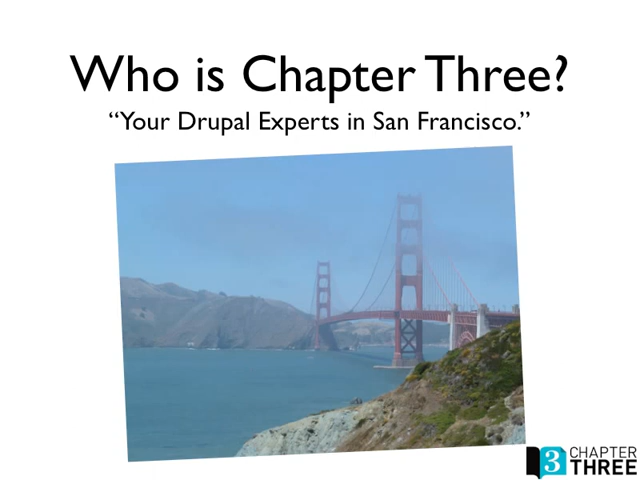 Who is Chapter Three?
“Your Drupal Experts in San Francisco.”
3 CHAPTER
THREE